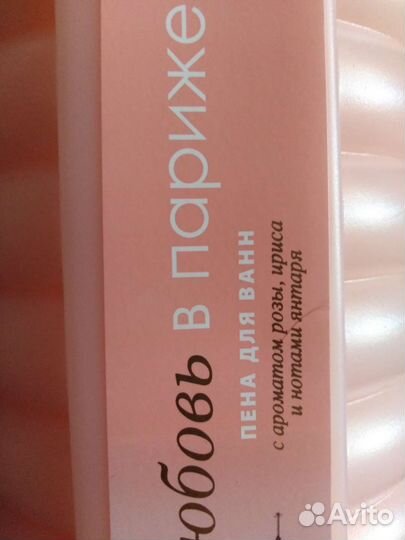 юбовь в париже
ПЕНА ДЛЯ ВАНН
с ароматом розы, ириса
и нотами янтаря
Avito